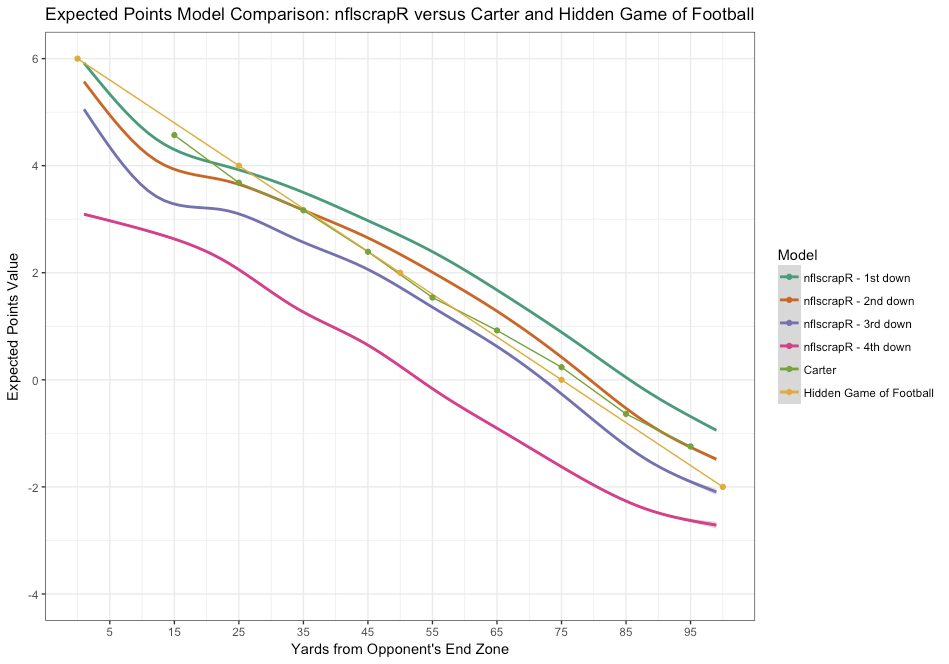 Expected Points Model Comparison: nflscrapR versus Carter and Hidden Game of Football
Expected Points Value
6
4
2
0
-2
-4
5 15 25 35 45 55 65 75 85 95
Yards from Opponent's End Zone
Model
nflscrapR - 1st down
nflscrapR - 2nd down
nflscrapR - 3rd down
nflscrapR - 4th down
Carter
Hidden Game of Football